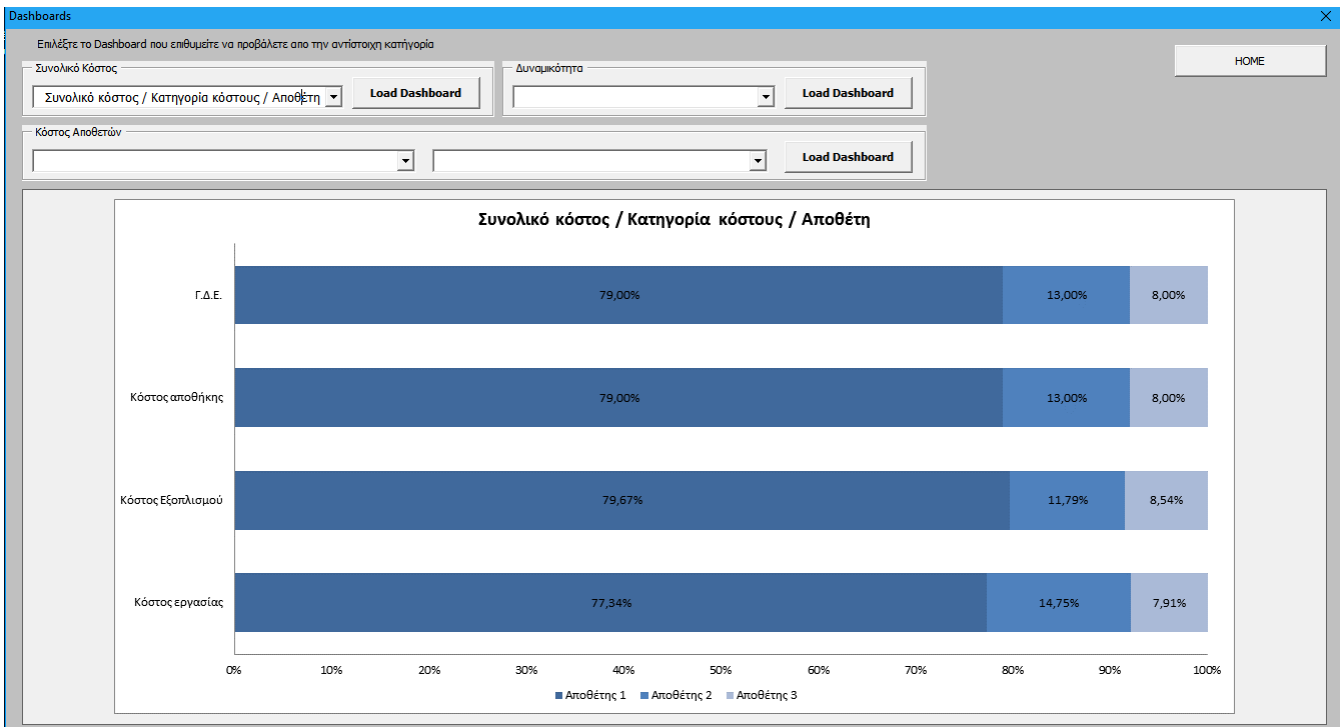 Dashboards
Επιλέξτε το Dashboard που επιθυμείτε να προβάλετε απο την αντίστοιχη κατήγορία
HOME
Συνολικό Κόστος
Δυναμικότητα
Συνολικό κόστος / Κατηγορία κόστους / Αποθέτη
Load Dashboard
Load Dashboard
Κόστος Αποθετών
Load Dashboard
Συνολικό κόστος / Κατηγορία κόστους / Αποθέτη
Γ.Δ.Ε. 79,00% 13,00% 8,00%
Κόστος αποθήκης 79,00% 13,00% 8,00%
Κόστος Εξοπλισμού 79,67% 11,79% 8,54%
Κόστος εργασίας 77,34% 14,75% 7,91%
0% 10% 20% 30% 40% 50% 60% 70% 80% 90% 100%
Αποθέτης 1 Αποθέτης 2 Αποθέτης 3